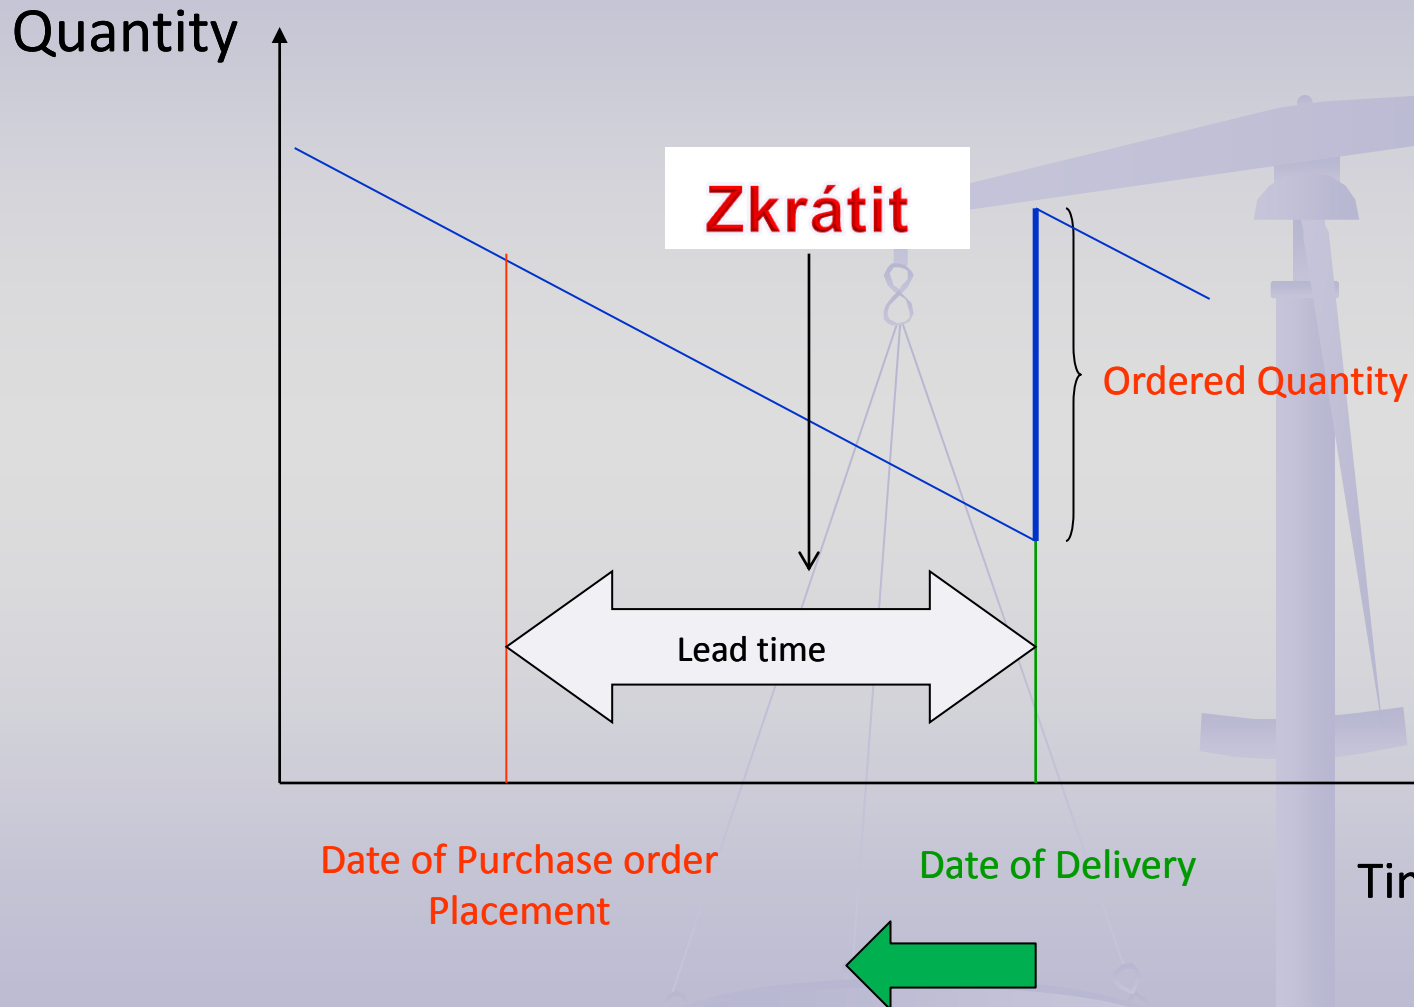 Quantity
Zkrátit
Ordered Quantity
Lead time
Date of Purchase order
Placement
Date of Delivery